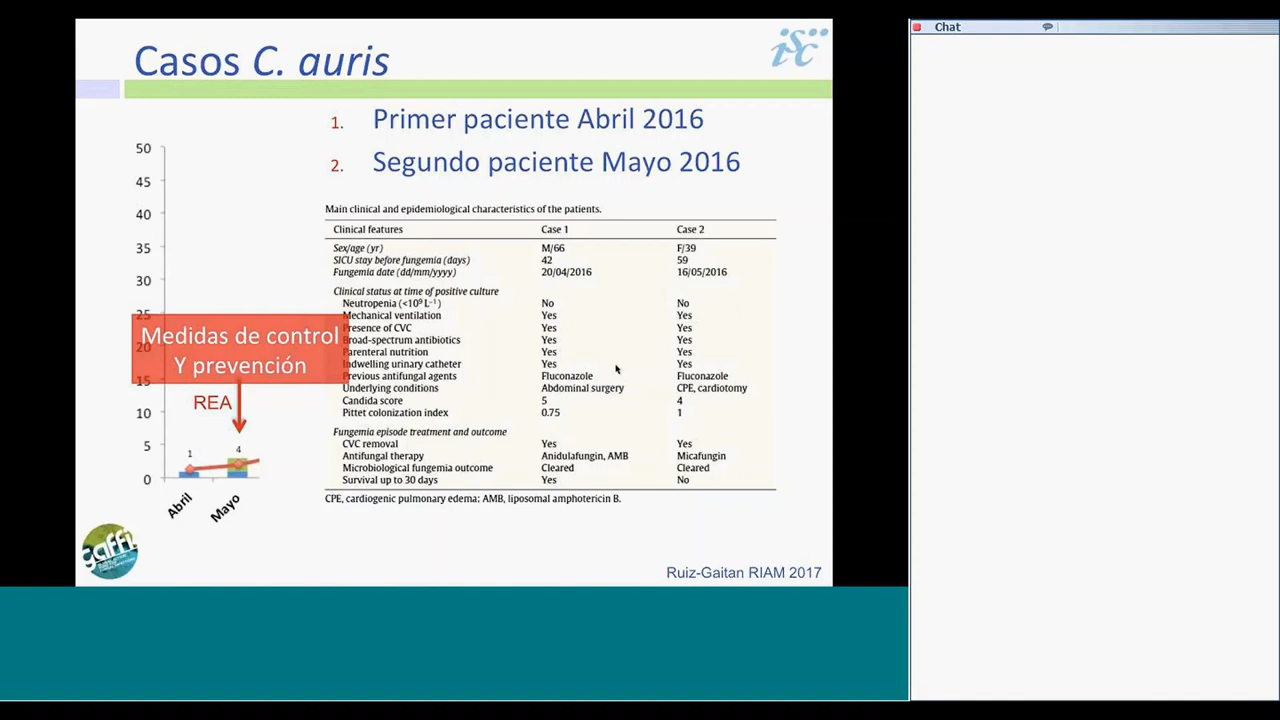 Chat
Casos C. auris
isc
1. Primer paciente Abril 2016
2. Segundo paciente Mayo 2016
50
45
40
35
30
25
20
15
10
5
0
Medidas de control
Y prevención
REA
1
4
Abril
Mayo
Main clinical and epidemiological characteristics of the patients.
Clinical features Case 1 Case 2
Sex/age (yr) M/66 F/39
SICU stay before fungemia (days) 42 59
Fungemia date (dd/mm/yyyy) 20/04/2016 16/05/2016
Clinical status at time of positive culture
Neutropenia (<10⁹ L⁻¹) No No
Mechanical ventilation Yes Yes
Presence of CVC Yes Yes
Broad-spectrum antibiotics Yes Yes
Parenteral nutrition Yes Yes
Indwelling urinary catheter Yes Yes
Previous antifungal agents Fluconazole Fluconazole
Underlying conditions Abdominal surgery CPE, cardiotomy
Candida score 5 4
Pittet colonization index 0.75 1
Fungemia episode treatment and outcome
CVC removal Yes Yes
Antifungal therapy Anidulafungin, AMB Micafungin
Microbiological fungemia outcome Cleared Cleared
Survival up to 30 days Yes No
CPE, cardiogenic pulmonary edema; AMB, liposomal amphotericin B.
gaffi
Ruiz-Gaitan RIAM 2017